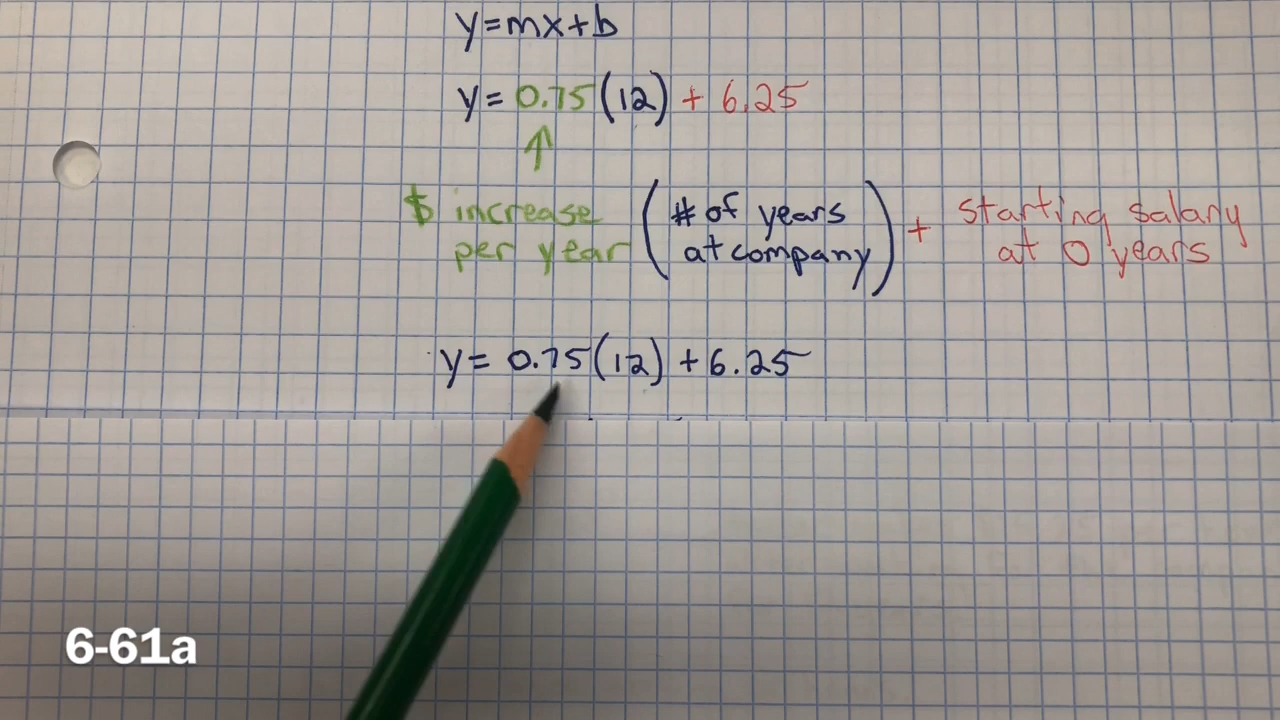 y=mx+b
y=0.75(12)+6.25
$ increase per year (# of years at company) + starting salary at 0 years
y=0.75(12)+6.25
6-61a